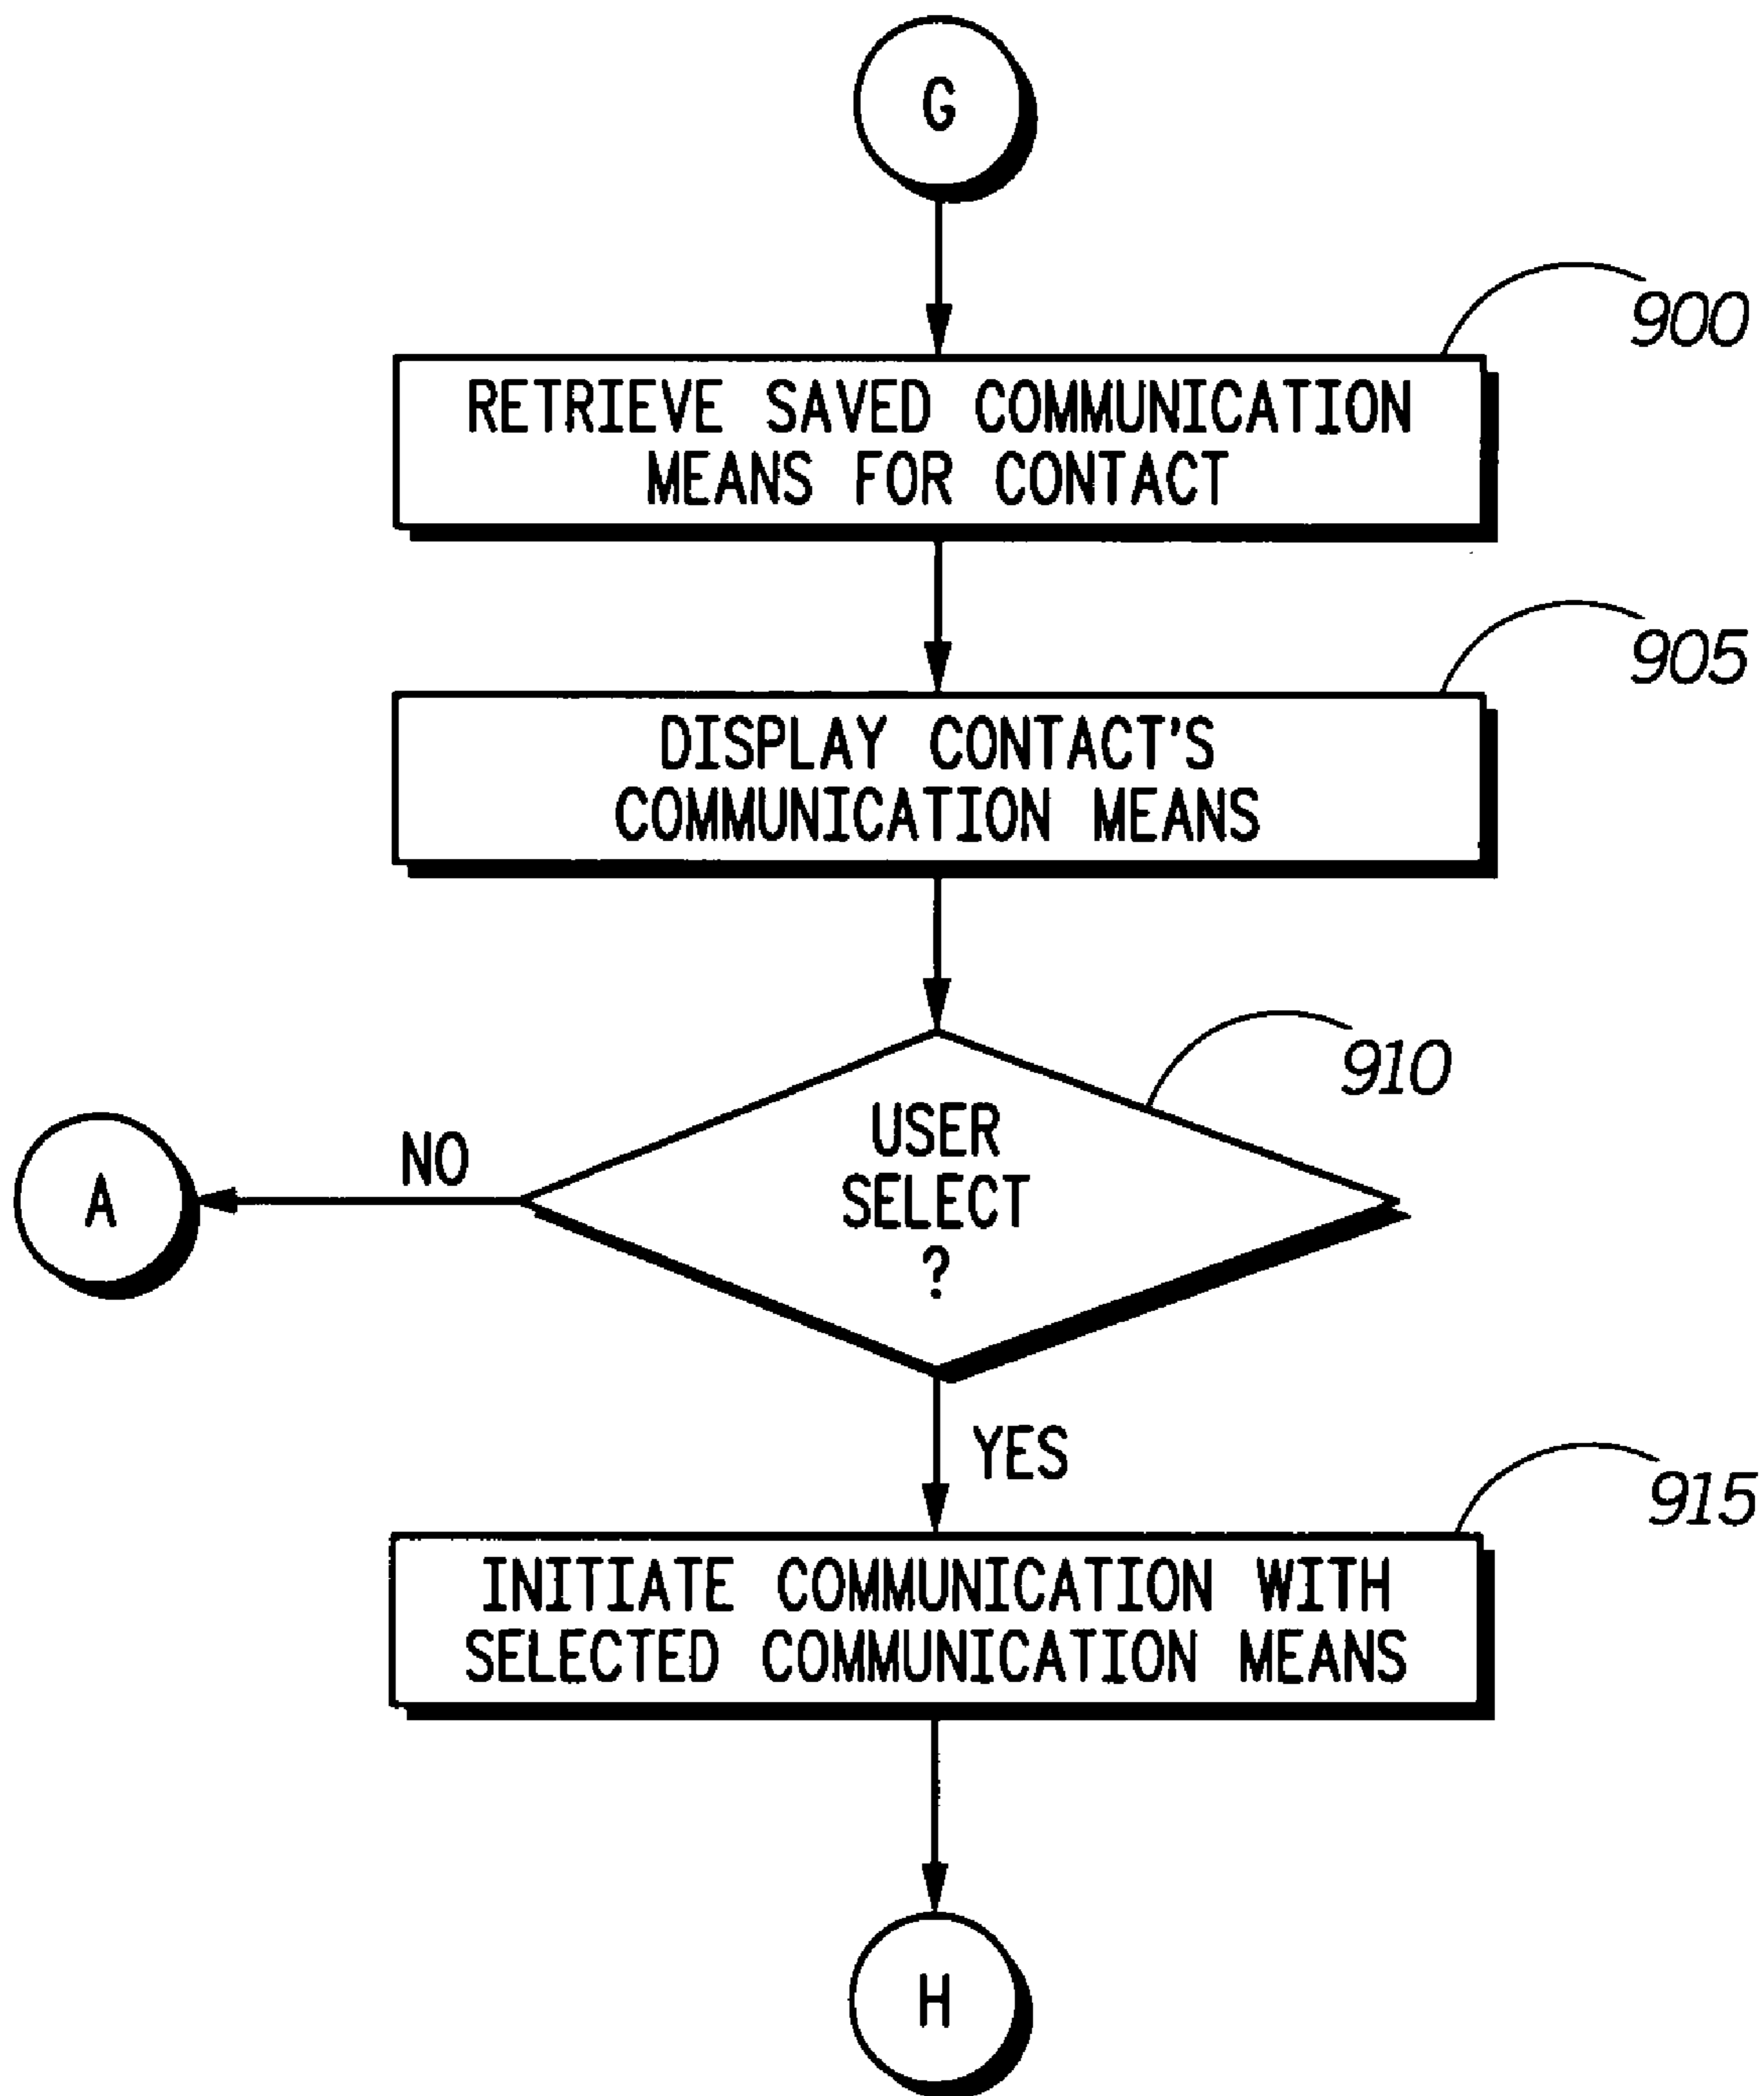 G
900
RETRIEVE SAVED COMMUNICATION
MEANS FOR CONTACT
905
DISPLAY CONTACT'S
COMMUNICATION MEANS
910
USER
SELECT
?
NO
A
YES
915
INITIATE COMMUNICATION WITH
SELECTED COMMUNICATION MEANS
H